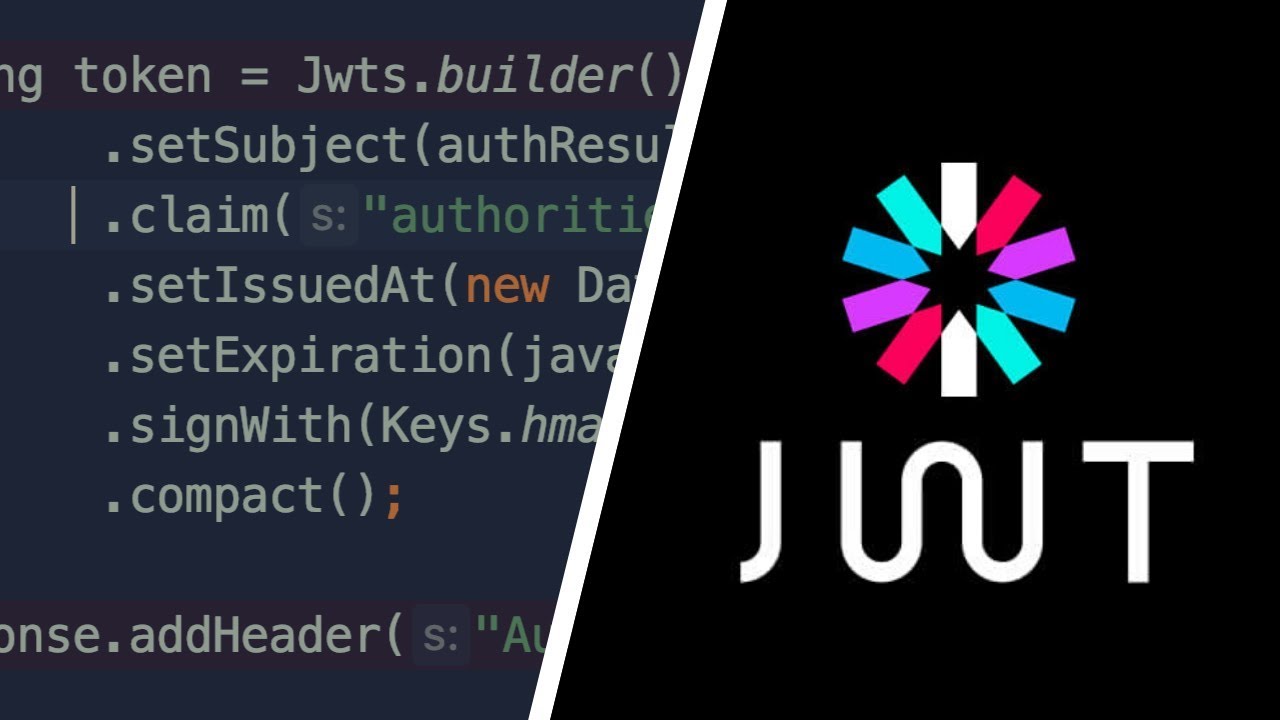 ng token = Jwts.builder()
.setSubject(authResul
.claim( s: "authoritie
.setIssuedAt(new Dat
.setExpiration(java
.signWith(Keys.hma
.compact();
onse.addHeader( s: "Au
JWT